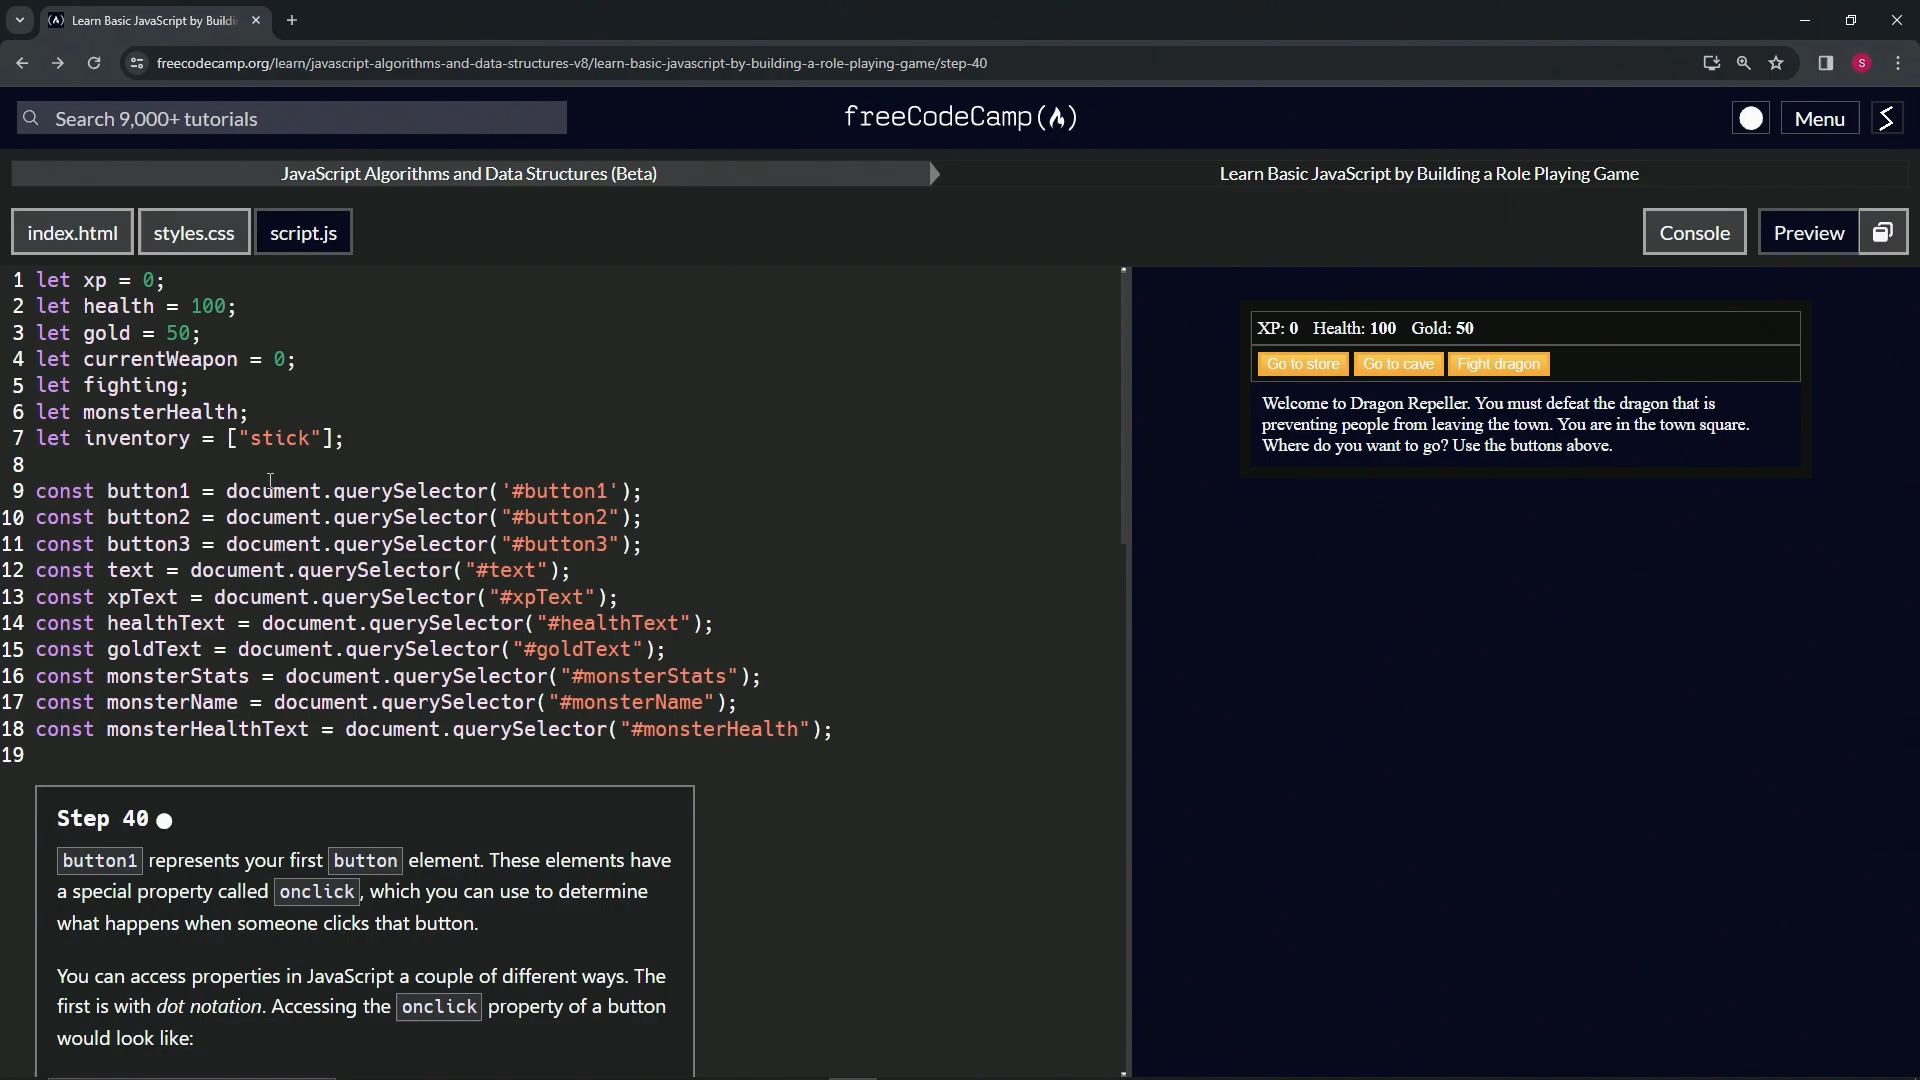 Learn Basic JavaScript by Buildi
freecodecamp.org/learn/javascript-algorithms-and-data-structures-v8/learn-basic-javascript-by-building-a-role-playing-game/step-40
S
Search 9,000+ tutorials
freeCodeCamp
Menu
JavaScript Algorithms and Data Structures (Beta)
Learn Basic JavaScript by Building a Role Playing Game
index.html
styles.css
script.js
Console
Preview
1 let xp = 0;
2 let health = 100;
3 let gold = 50;
4 let currentWeapon = 0;
5 let fighting;
6 let monsterHealth;
7 let inventory = ["stick"];
8
9 const button1 = document.querySelector('#button1');
10 const button2 = document.querySelector("#button2");
11 const button3 = document.querySelector("#button3");
12 const text = document.querySelector("#text");
13 const xpText = document.querySelector("#xpText");
14 const healthText = document.querySelector("#healthText");
15 const goldText = document.querySelector("#goldText");
16 const monsterStats = document.querySelector("#monsterStats");
17 const monsterName = document.querySelector("#monsterName");
18 const monsterHealthText = document.querySelector("#monsterHealth");
19
Step 40
button1 represents your first button element. These elements have
a special property called onclick, which you can use to determine
what happens when someone clicks that button.
You can access properties in JavaScript a couple of different ways. The
first is with dot notation. Accessing the onclick property of a button
would look like:
XP: 0 Health: 100 Gold: 50
Go to store
Go to cave
Fight dragon
Welcome to Dragon Repeller. You must defeat the dragon that is
preventing people from leaving the town. You are in the town square.
Where do you want to go? Use the buttons above.